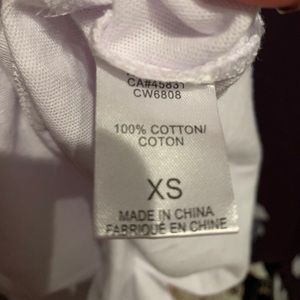 CA#45831
CW6808
100% COTTON/
COTON
XS
MADE IN CHINA
FABRIQUÉ EN CHINE